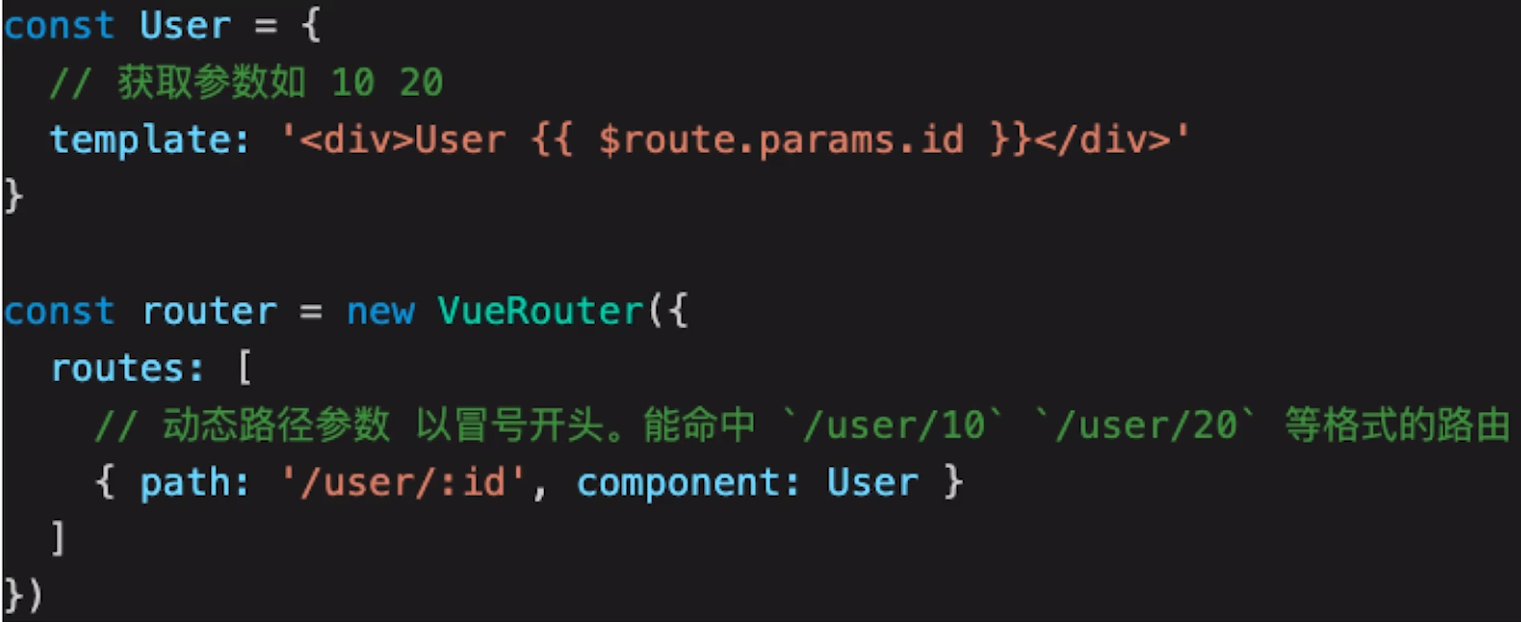 const User = {
  // 获取参数如 10 20
  template: '<div>User {{ $route.params.id }}</div>'
}
const router = new VueRouter({
  routes: [
    // 动态路径参数 以冒号开头。能命中 `/user/10` `/user/20` 等格式的路由
    { path: '/user/:id', component: User }
  ]
})